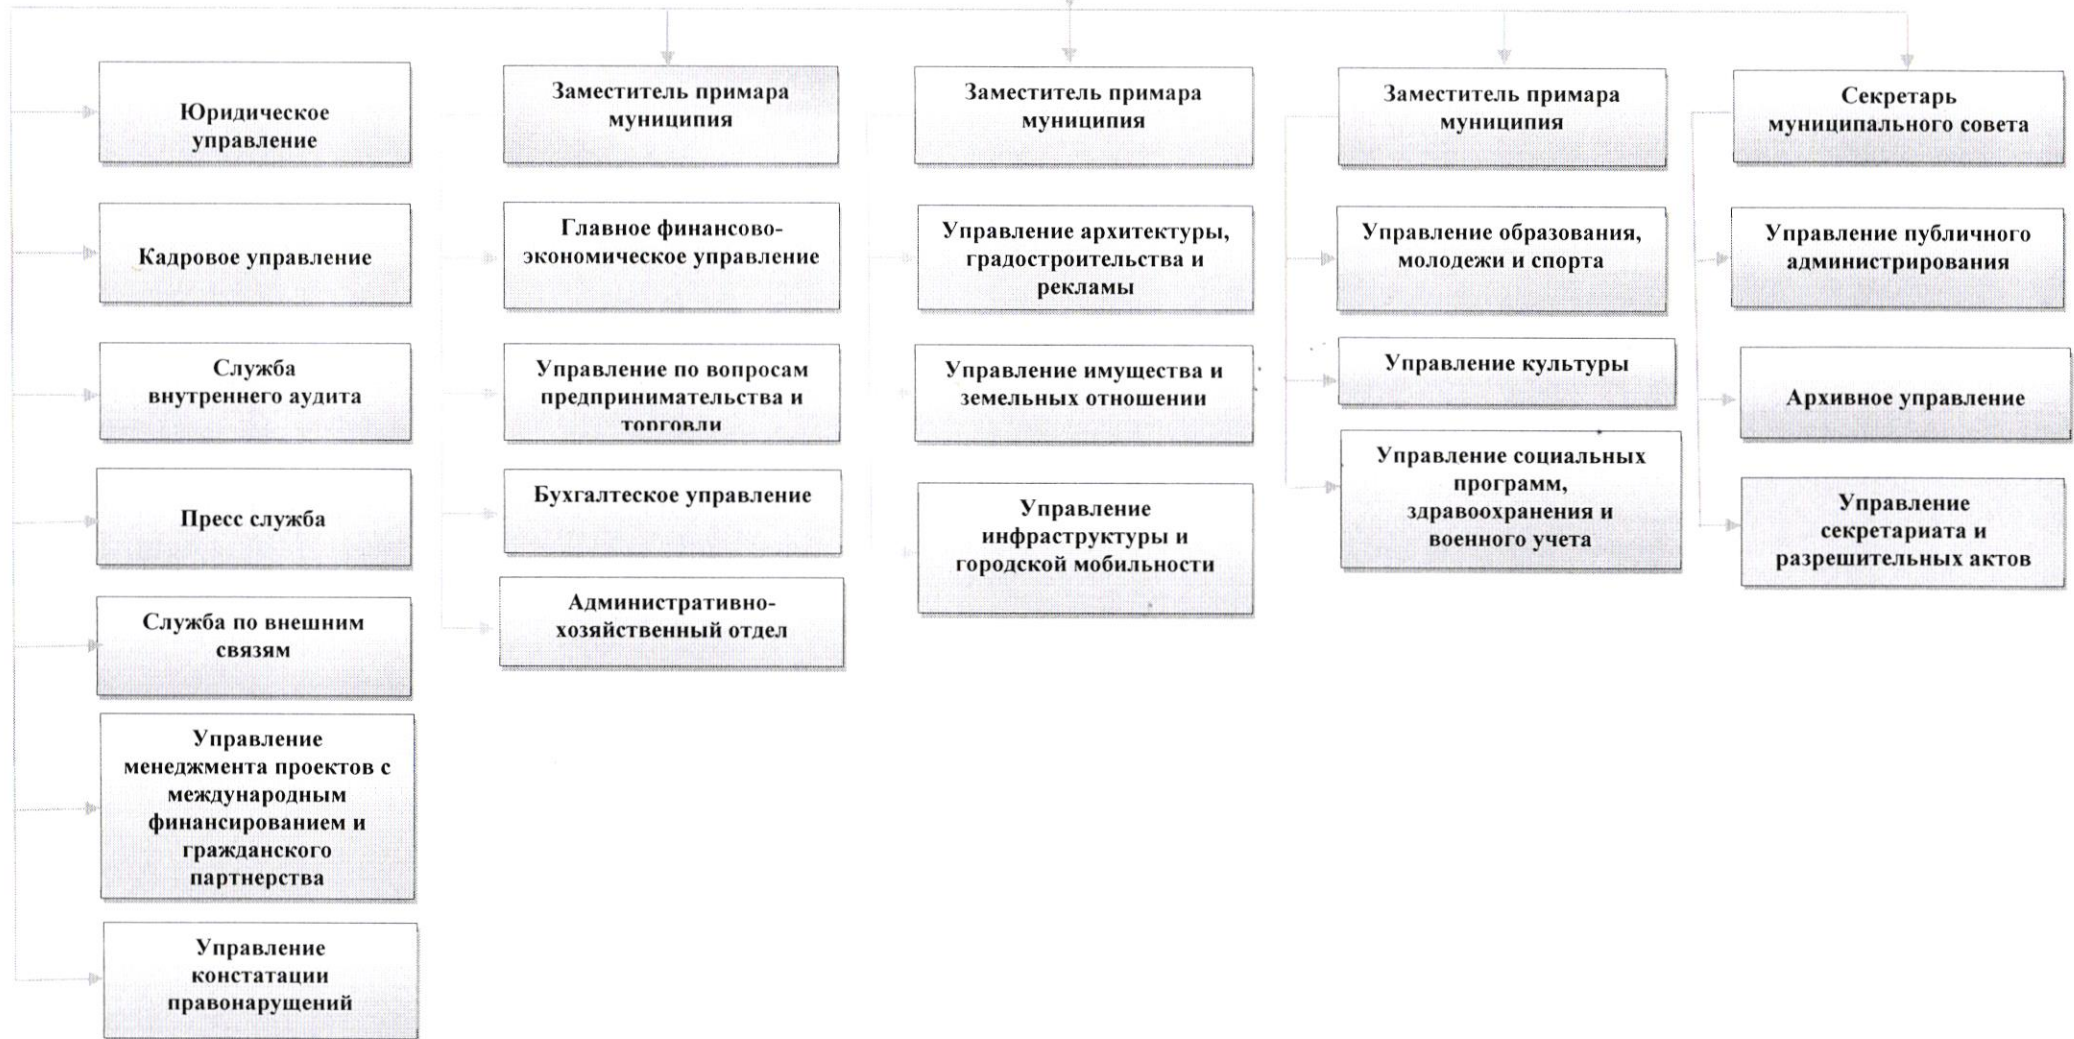 Юридическое
управление
Кадровое управление
Служба
внутреннего аудита
Пресс служба
Служба по внешним
связям
Управление
менеджмента проектов с
международным
финансированием и
гражданского
партнерства
Управление
констатации
правонарущений
Заместитель примара
муниципия
Главное финансово-
экономическое управление
Управление по вопросам
предпринимательства и
торговли
Бухгалтеское управление
Административно-
хозяйственный отдел
Заместитель примара
муниципия
Управление архитектуры,
градостроительства и
рекламы
Управление имущества и
земельных отношении
Управление
инфраструктуры и
городской мобильности
Заместитель примара
муниципия
Управление образования,
молодежи и спорта
Управление культуры
Управление социальных
программ,
здравоохранения и
военного учета
Секретарь
муниципального совета
Управление публичного
администрирования
Архивное управление
Управление
секретариата и
разрешительных актов